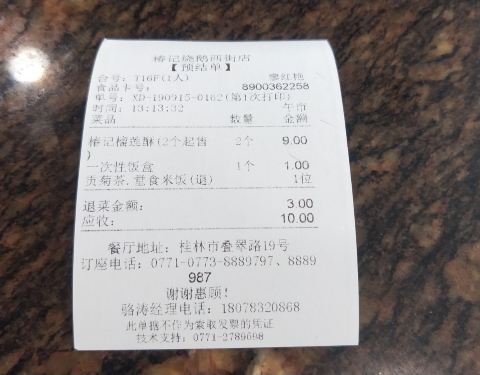 椿记烧鹅西街店
【预结单】
台号: T16F(1人) 廖红艳
食品卡号: 8900362258
单号: XD-190915-0162(第1次打印)
时间: 13:13:32 午市
菜品 数量 金额
椿记榴莲酥(2个起售) 2个 9.00
一次性饭盒 1个 1.00
贡菊茶.堂食米饭(退) 1位
退菜金额: 3.00
应收: 10.00
餐厅地址: 桂林市叠翠路19号
订座电话: 0771-0773-8889797、8889
987
谢谢惠顾!
骆涛经理电话: 18078320868
此单据不作为索取发票的凭证
技术支持: 0771-2789698